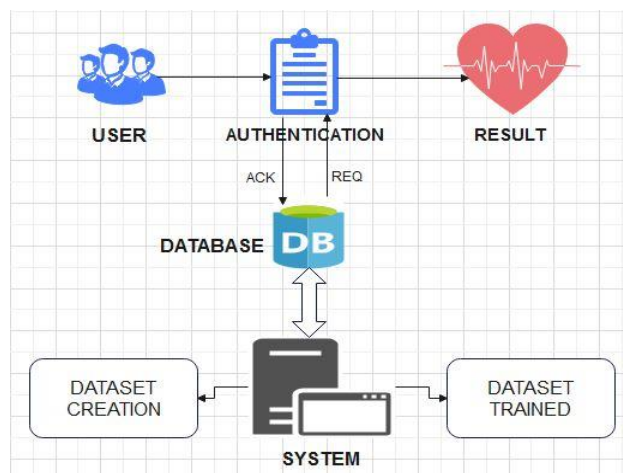 USER
AUTHENTICATION
RESULT
ACK
REQ
DATABASE
DB
DATASET
CREATION
DATASET
TRAINED
SYSTEM